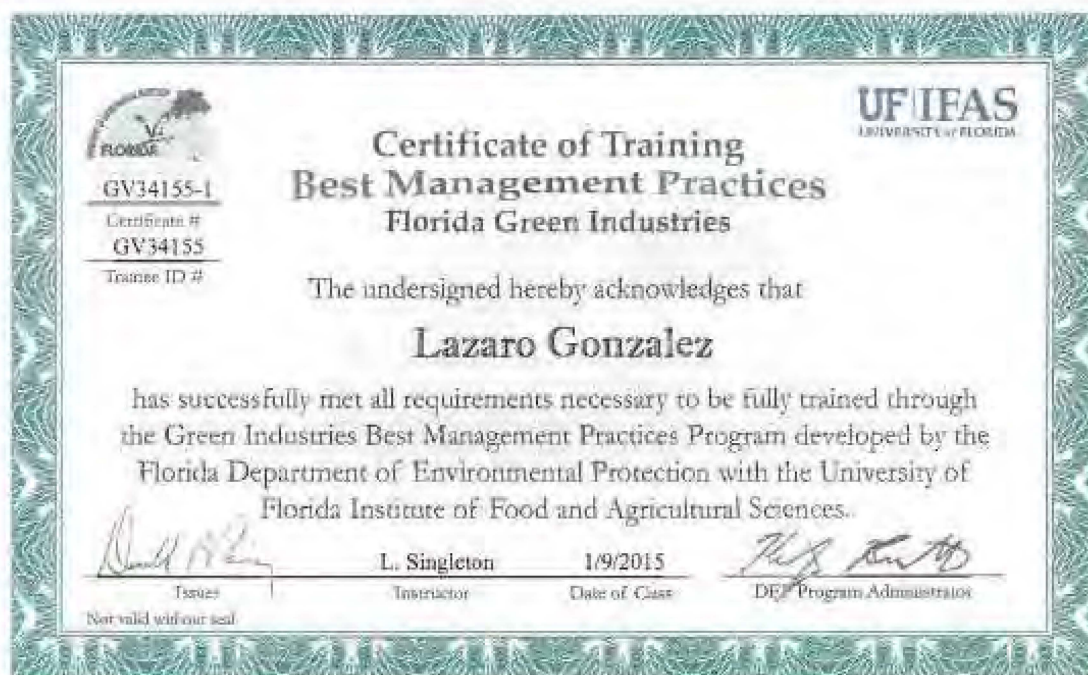 FLORIDA
UF|IFAS
UNIVERSITY of FLORIDA
GV34155-1
Certificate #
GV34155
Trainee ID #
Certificate of Training
Best Management Practices
Florida Green Industries
The undersigned hereby acknowledges that
Lazaro Gonzalez
has successfully met all requirements necessary to be fully trained through
the Green Industries Best Management Practices Program developed by the
Florida Department of Environmental Protection with the University of
Florida Institute of Food and Agricultural Sciences.
L. Singleton 1/9/2015
Issuer Instructor Date of Class DEP Program Administrator
Not valid without seal